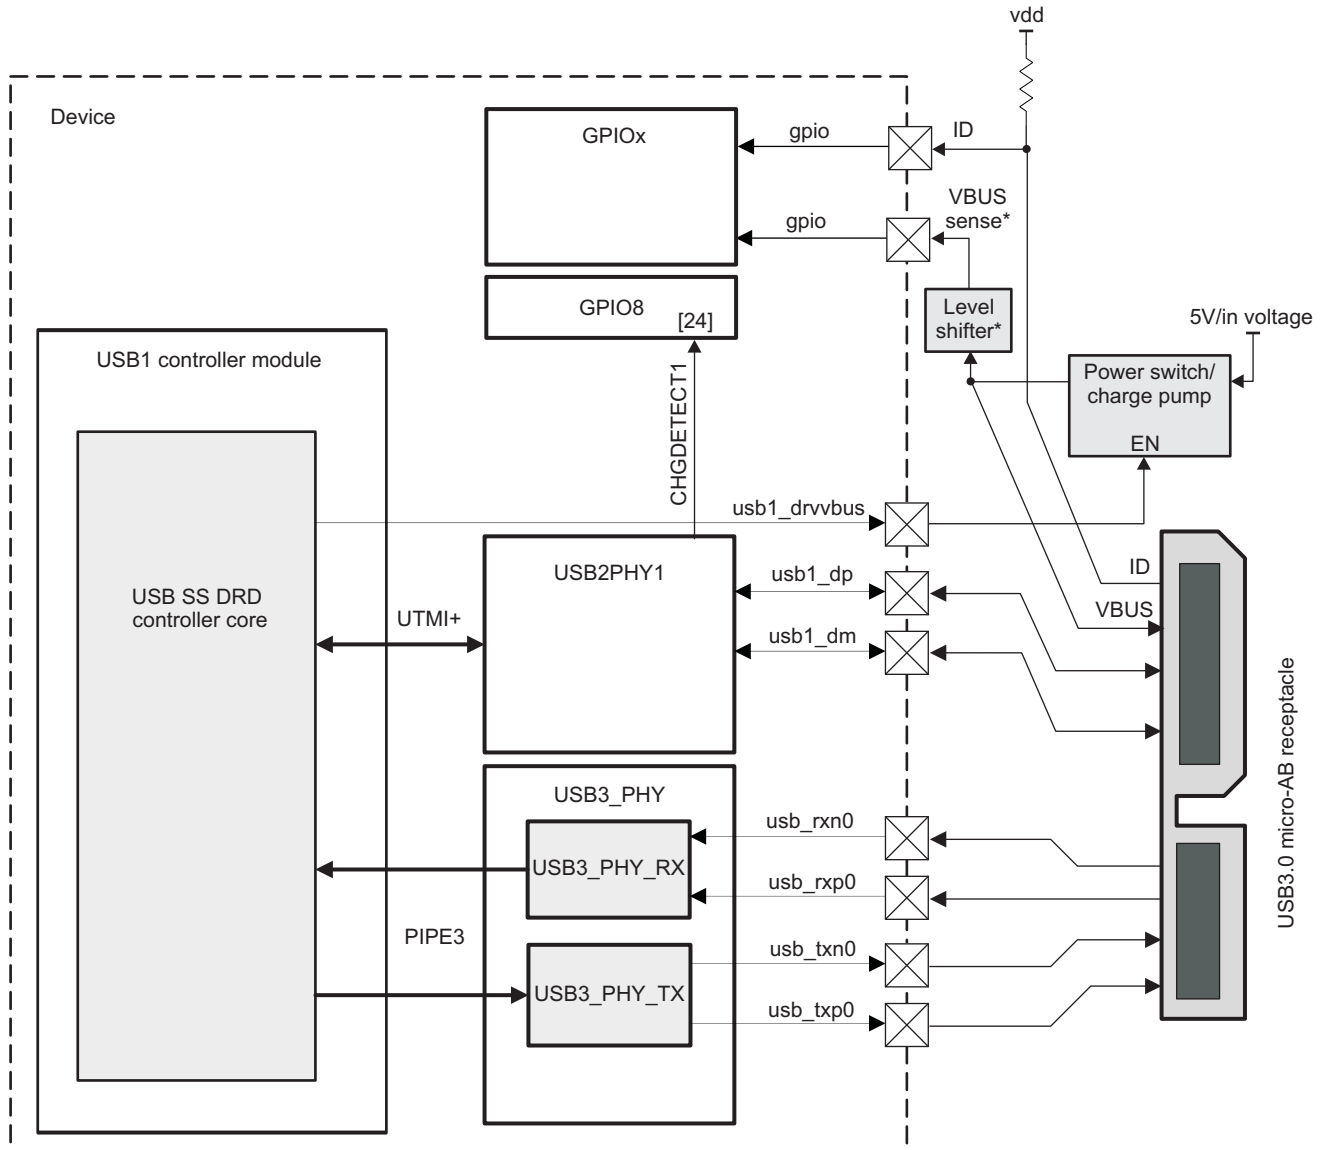 vdd
Device
GPIOx
gpio
ID
VBUS
sense*
gpio
GPIO8
[24]
Level
shifter*
5V/in voltage
USB1 controller module
Power switch/
charge pump
EN
CHGDETECT1
usb1_drvvbus
USB2PHY1
usb1_dp
ID
USB SS DRD
controller core
UTMI+
VBUS
usb1_dm
USB3.0 micro-AB receptacle
USB3_PHY
usb_rxn0
USB3_PHY_RX
usb_rxp0
PIPE3
usb_txn0
USB3_PHY_TX
usb_txp0